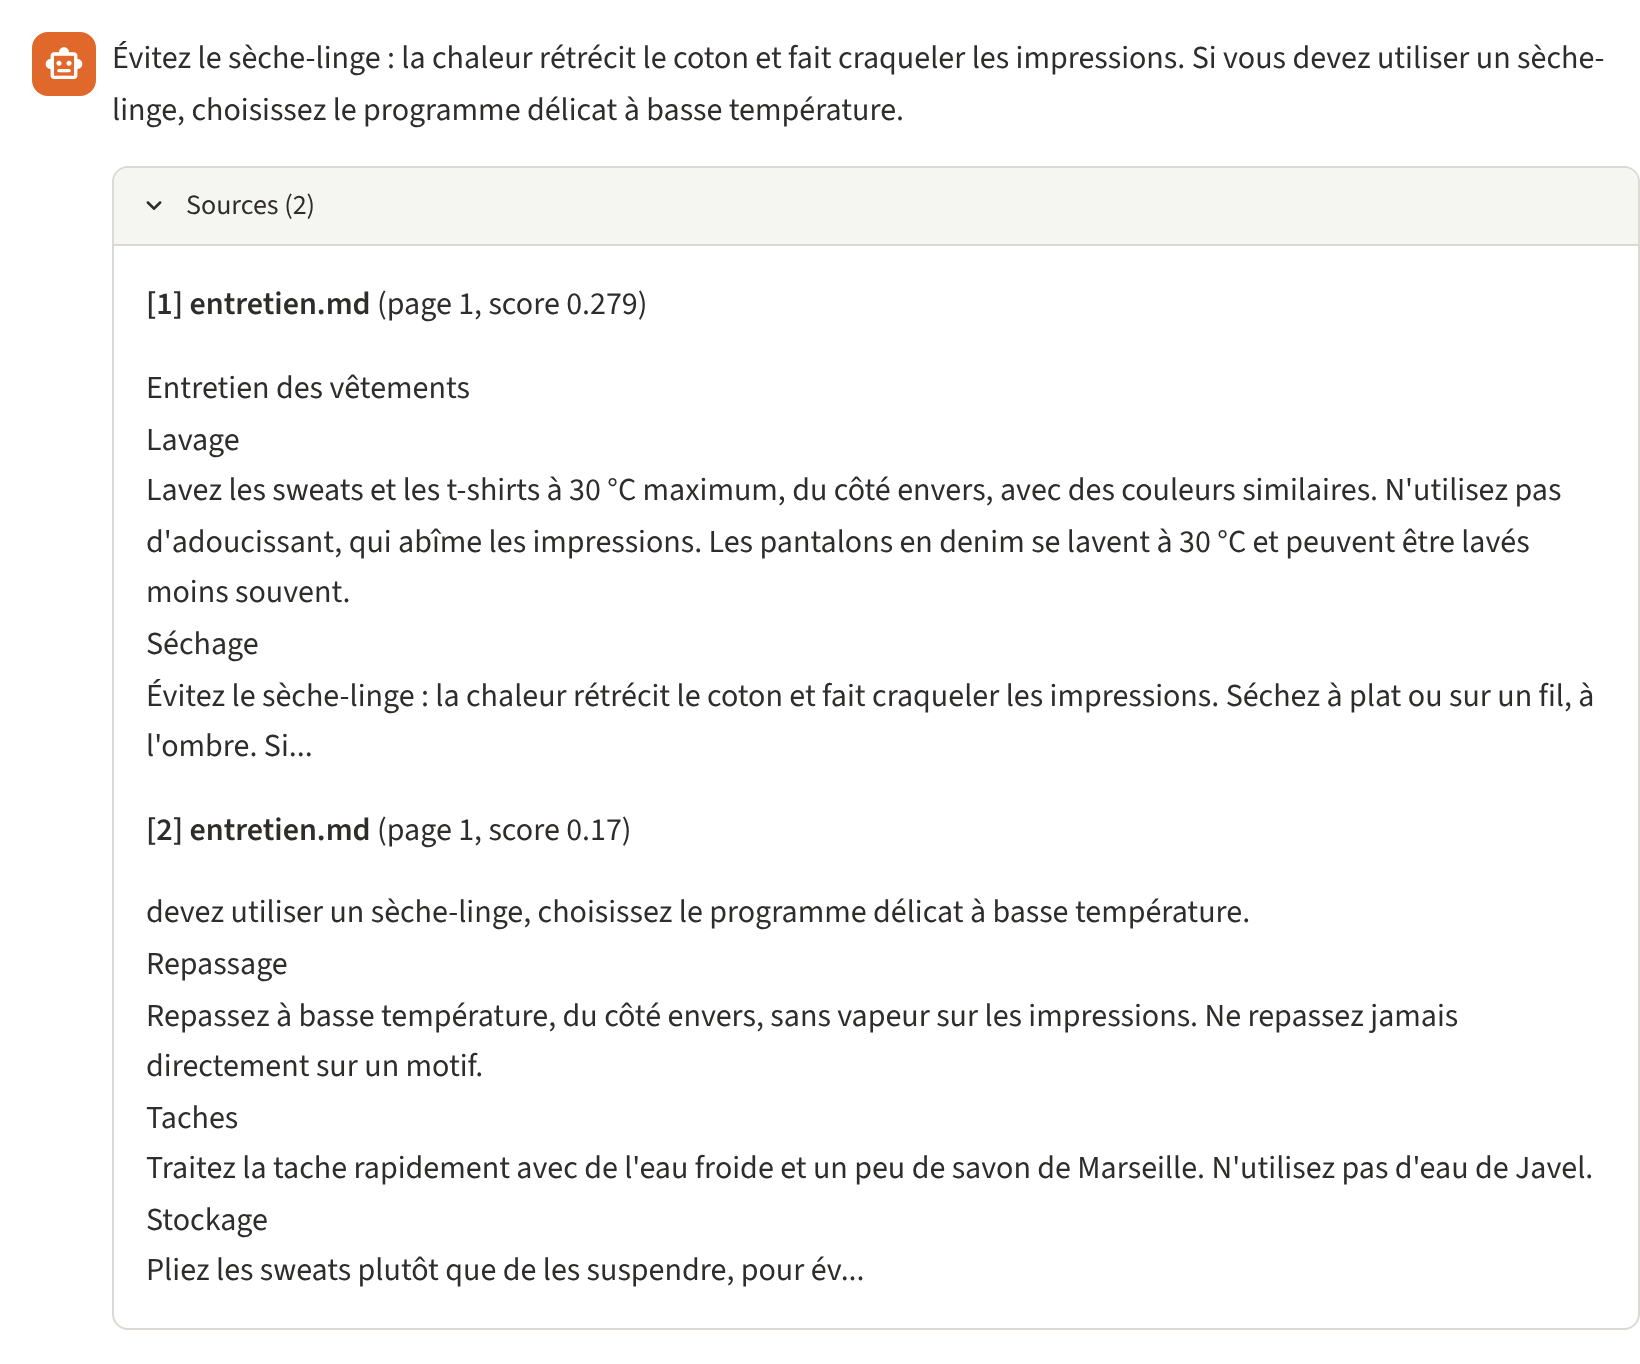 Évitez le sèche-linge : la chaleur rétrécit le coton et fait craqueler les impressions. Si vous devez utiliser un sèche-
linge, choisissez le programme délicat à basse température.
Sources (2)
[1] entretien.md (page 1, score 0.279)
Entretien des vêtements
Lavage
Lavez les sweats et les t-shirts à 30 °C maximum, du côté envers, avec des couleurs similaires. N'utilisez pas
d'adoucissant, qui abîme les impressions. Les pantalons en denim se lavent à 30 °C et peuvent être lavés
moins souvent.
Séchage
Évitez le sèche-linge : la chaleur rétrécit le coton et fait craqueler les impressions. Séchez à plat ou sur un fil, à
l'ombre. Si...
[2] entretien.md (page 1, score 0.17)
devez utiliser un sèche-linge, choisissez le programme délicat à basse température.
Repassage
Repassez à basse température, du côté envers, sans vapeur sur les impressions. Ne repassez jamais
directement sur un motif.
Taches
Traitez la tache rapidement avec de l'eau froide et un peu de savon de Marseille. N'utilisez pas d'eau de Javel.
Stockage
Pliez les sweats plutôt que de les suspendre, pour év...